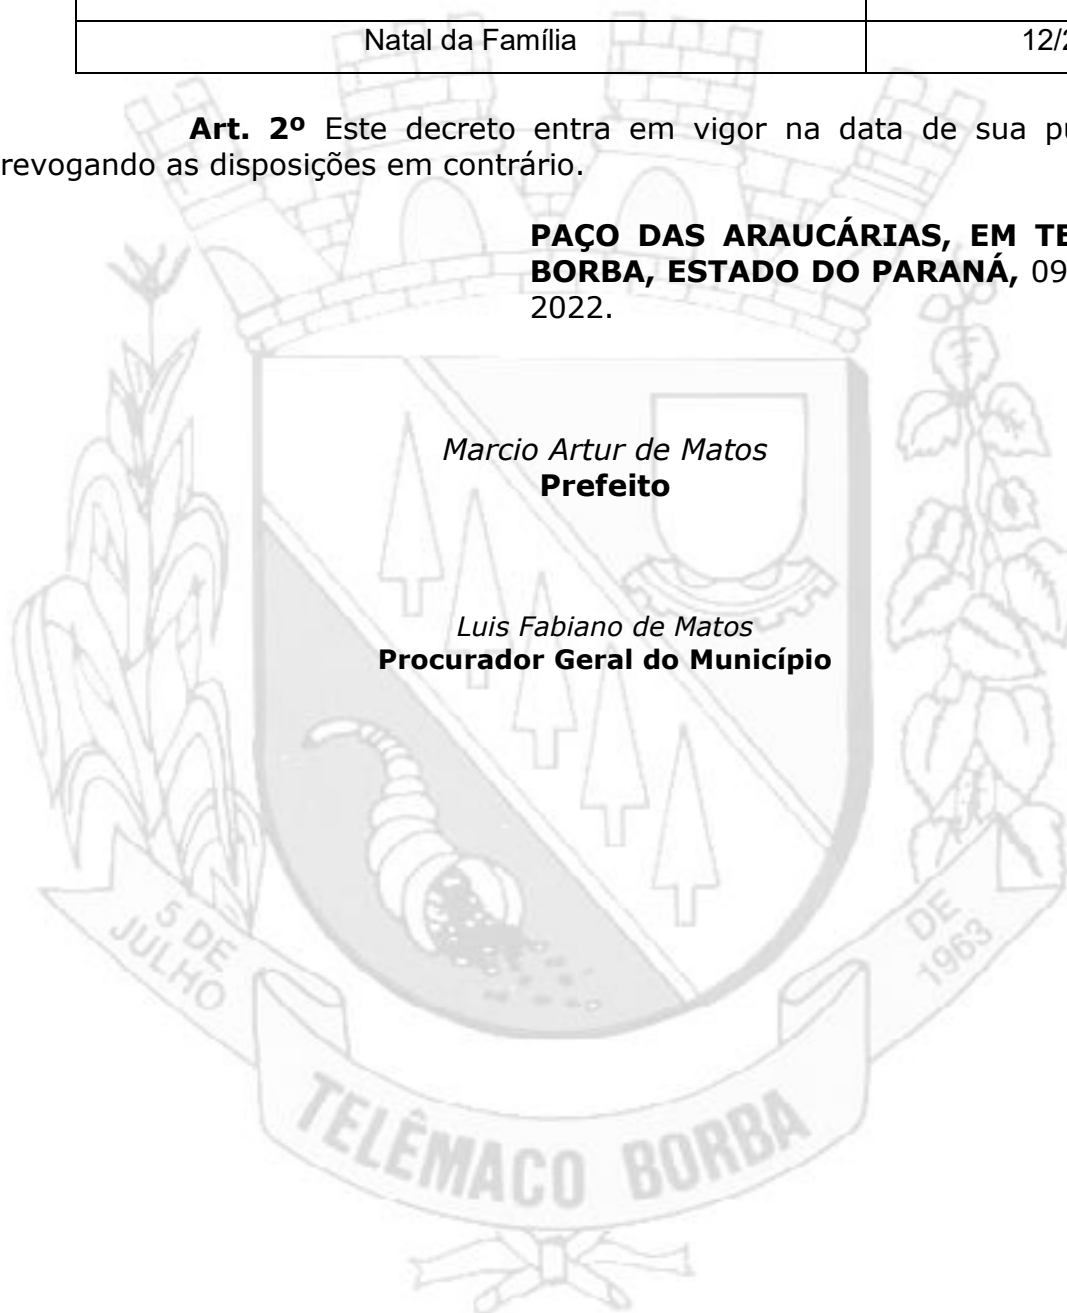 Natal da Família 12/2
Art. 2º Este decreto entra em vigor na data de sua pu
revogando as disposições em contrário.
PAÇO DAS ARAUCÁRIAS, EM TE
BORBA, ESTADO DO PARANÁ, 09
2022.
Marcio Artur de Matos
Prefeito
Luis Fabiano de Matos
Procurador Geral do Município
5 DE
JULHO
DE
1963
TELÊMACO BORBA